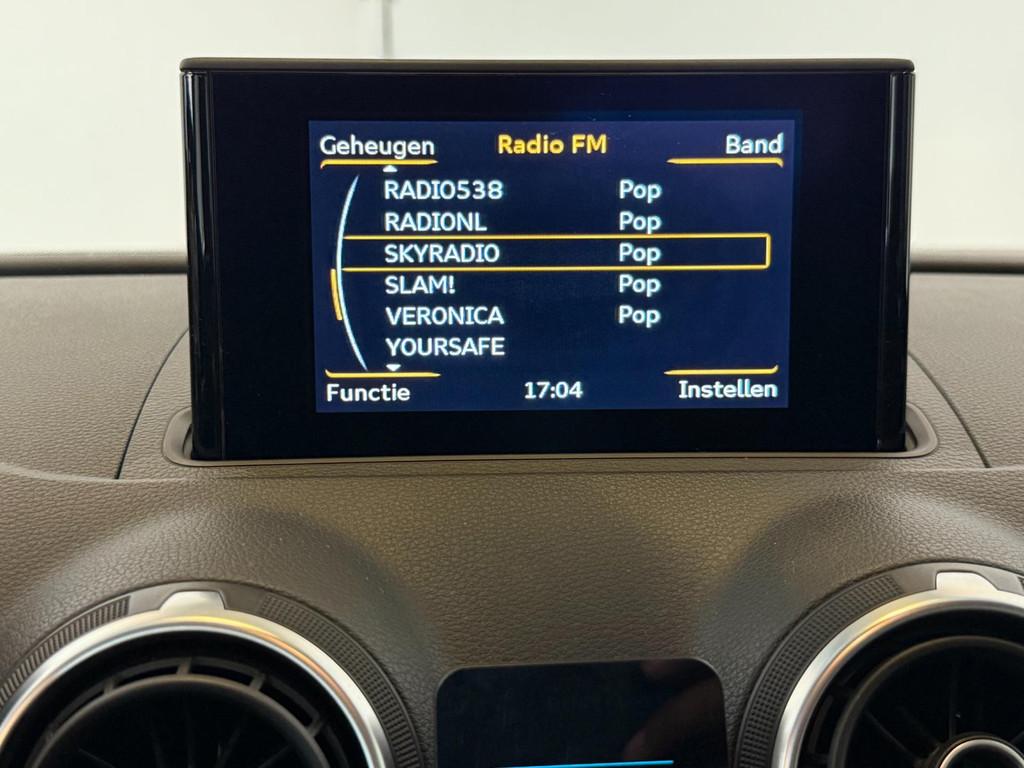 Geheugen Radio FM Band
RADIO538 Pop
RADIONL Pop
SKYRADIO Pop
SLAM! Pop
VERONICA Pop
YOURSAFE
Functie 17:04 Instellen